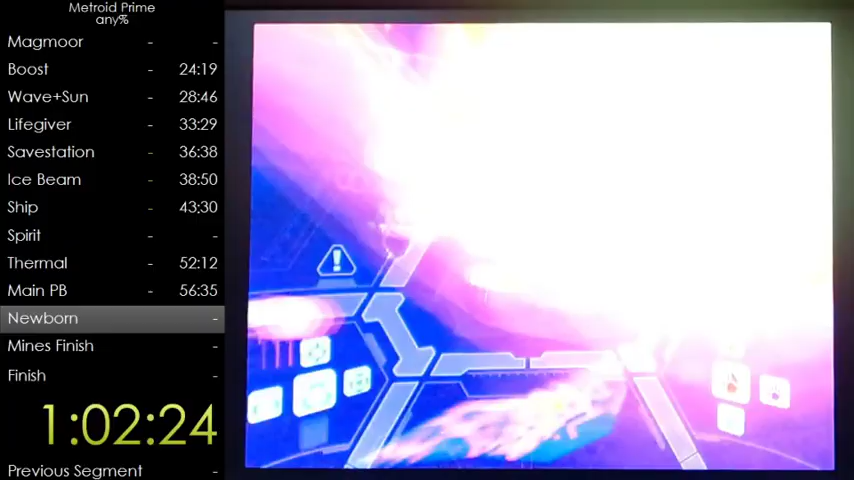 Metroid Prime
any%
Magmoor - -
Boost - 24:19
Wave+Sun - 28:46
Lifegiver - 33:29
Savestation - 36:38
Ice Beam - 38:50
Ship - 43:30
Spirit - -
Thermal - 52:12
Main PB - 56:35
Newborn -
Mines Finish -
Finish -
1:02:24
Previous Segment -
!